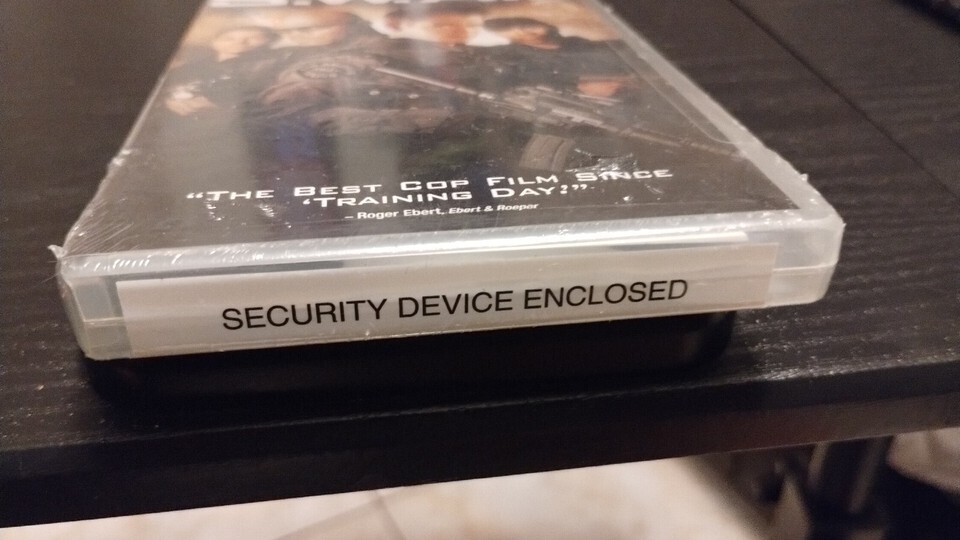 “THE BEST COP FILM SINCE
‘TRAINING DAY!’”
– Roger Ebert, Ebert & Roeper
SECURITY DEVICE ENCLOSED